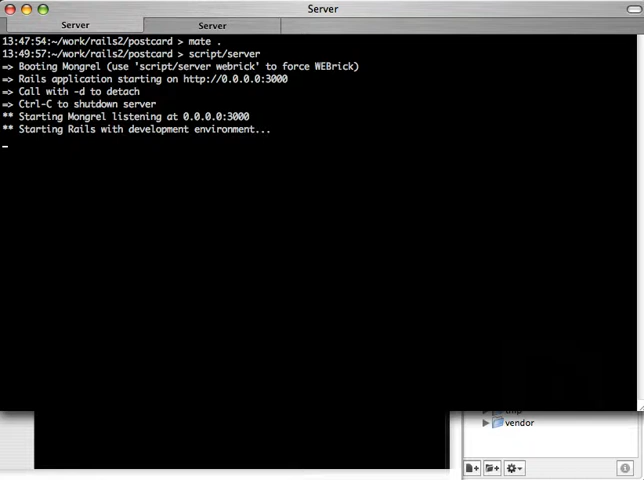 Server
Server
Server
13:47:54:~/work/rails2/postcard > mate .
13:49:57:~/work/rails2/postcard > script/server
=> Booting Mongrel (use 'script/server webrick' to force WEBrick)
=> Rails application starting on http://0.0.0.0:3000
=> Call with -d to detach
=> Ctrl-C to shutdown server
** Starting Mongrel listening at 0.0.0.0:3000
** Starting Rails with development environment...
vendor